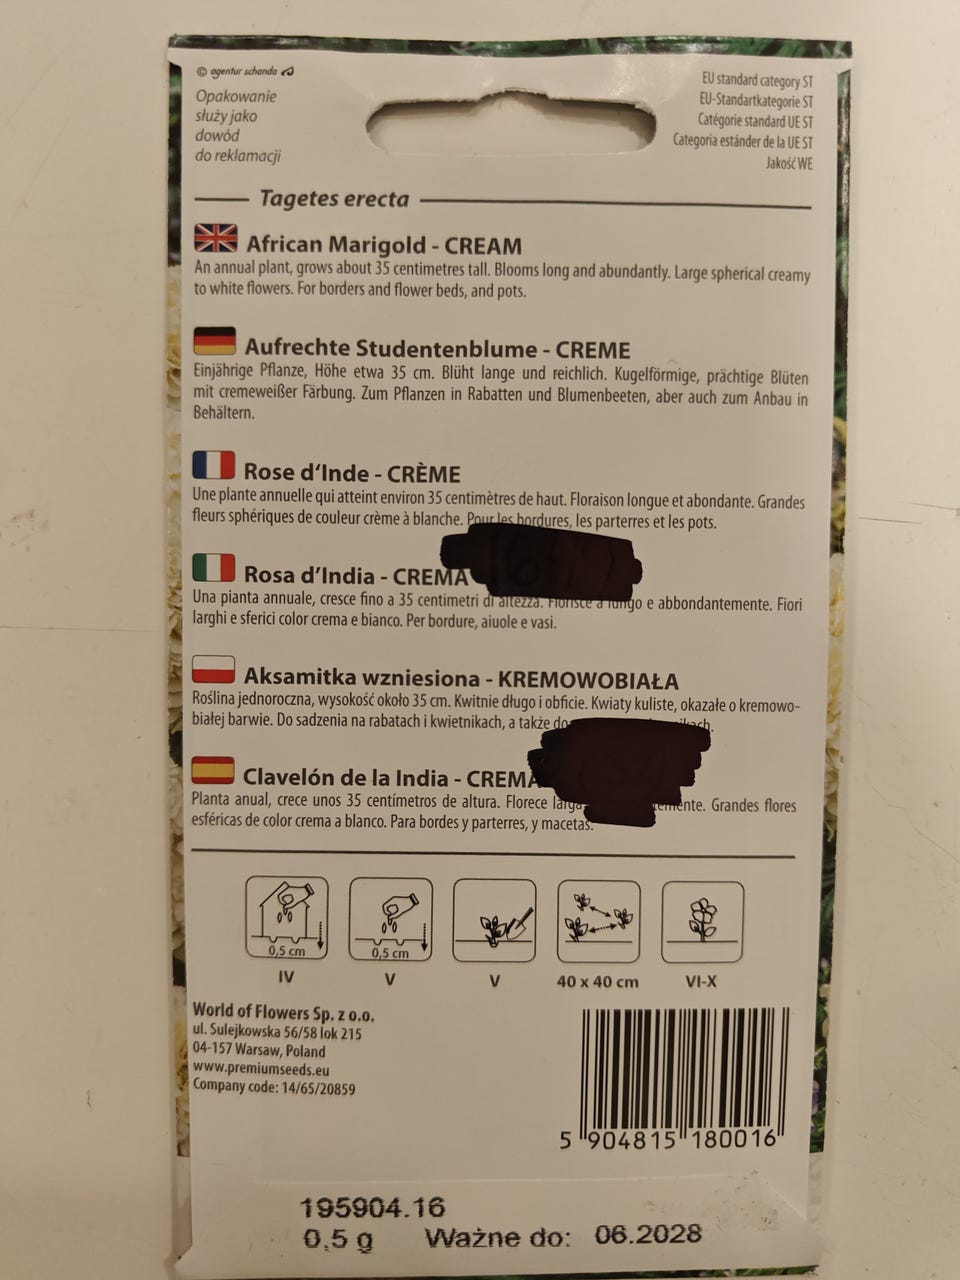 © agentur schanda
Opakowanie
służy jako
dowód
do reklamacji
EU standard category ST
EU-Standartkategorie ST
Catégorie standard UE ST
Categoria estánder de la UE ST
Jakość WE
Tagetes erecta
African Marigold - CREAM
An annual plant, grows about 35 centimetres tall. Blooms long and abundantly. Large spherical creamy
to white flowers. For borders and flower beds, and pots.
Aufrechte Studentenblume - CREME
Einjährige Pflanze, Höhe etwa 35 cm. Blüht lange und reichlich. Kugelförmige, prächtige Blüten
mit cremeweißer Färbung. Zum Pflanzen in Rabatten und Blumenbeeten, aber auch zum Anbau in
Behältern.
Rose d‘Inde - CRÈME
Une plante annuelle qui atteint environ 35 centimètres de haut. Floraison longue et abondante. Grandes
fleurs sphériques de couleur crème à blanche. Pour les bordures, les parterres et les pots.
Rosa d‘India - CREMA
Una pianta annuale, cresce fino a 35 centimetri di altezza. Fiorisce a lungo e abbondantemente. Fiori
larghi e sferici color crema e bianco. Per bordure, aiuole e vasi.
Aksamitka wzniesiona - KREMOWOBIAŁA
Roślina jednoroczna, wysokość około 35 cm. Kwitnie długo i obficie. Kwiaty kuliste, okazałe o kremowo-
białej barwie. Do sadzenia na rabatach i kwietnikach, a także do
Clavelón de la India - CREMA
Planta anual, crece unos 35 centímetros de altura. Florece larga Grandes flores
esféricas de color crema a blanco. Para bordes y parterres, y macetas.
0,5 cm
0,5 cm
IV
V
V
40 x 40 cm
VI-X
World of Flowers Sp. z o.o.
ul. Sulejkowska 56/58 lok 215
04-157 Warsaw, Poland
www.premiumseeds.eu
Company code: 14/65/20859
5 904815 180016
195904.16
0,5 g Ważne do: 06.2028